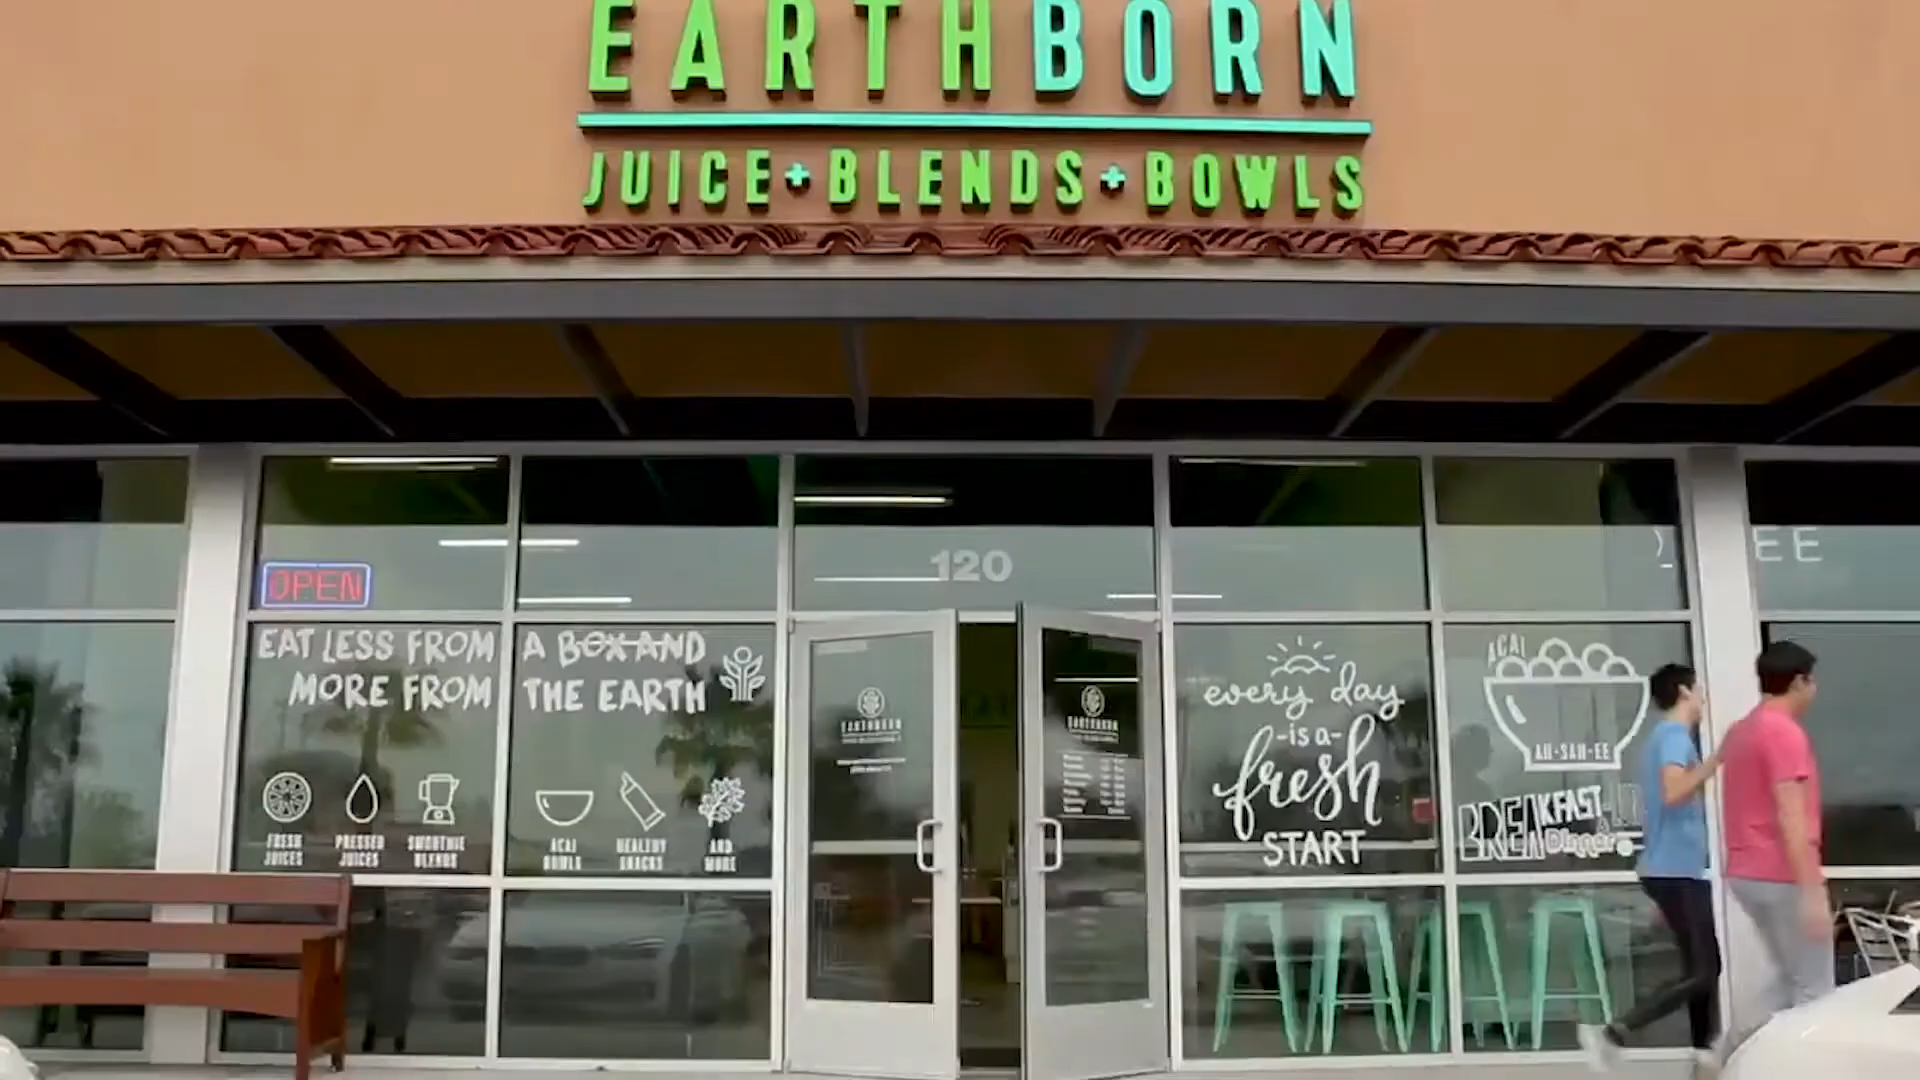 EARTHBORN
JUICE + BLENDS + BOWLS
120
OPEN
EE
EAT LESS FROM A BOX AND
MORE FROM THE EARTH
FRESH JUICES
PRESSED JUICES
SMOOTHIE BLENDS
ACAI BOWLS
HEALTHY SNACKS
AND MORE
EARTHBORN
EARTHBORN
every day
-is a-
fresh
START
ACAI
AH-SAH-EE
BREAKFAST
Dinner